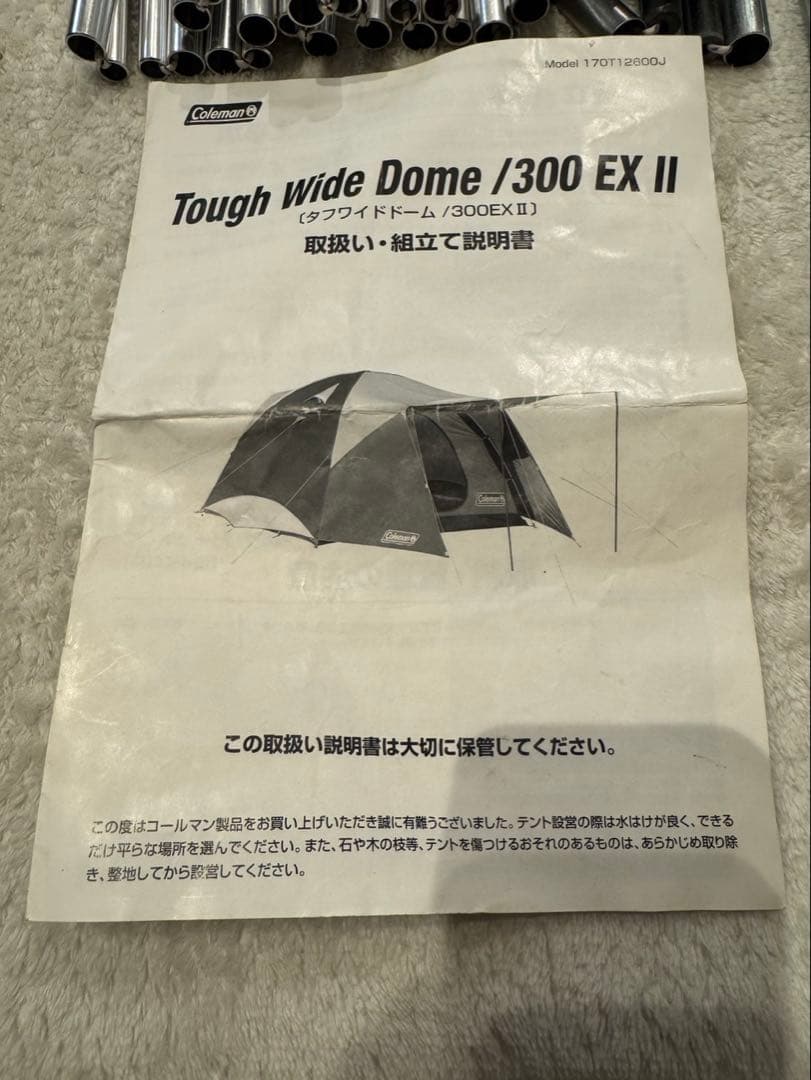 Model 170T12600J
Coleman
Tough Wide Dome /300 EX II
〔タフワイドドーム /300EXⅡ〕
取扱い・組立て説明書
Coleman
Coleman
この取扱い説明書は大切に保管してください。
この度はコールマン製品をお買い上げいただき誠に有難うございました。テント設営の際は水はけが良く、できる
だけ平らな場所を選んでください。また、石や木の枝等、テントを傷つけるおそれのあるものは、あらかじめ取り除
き、整地してから設営してください。